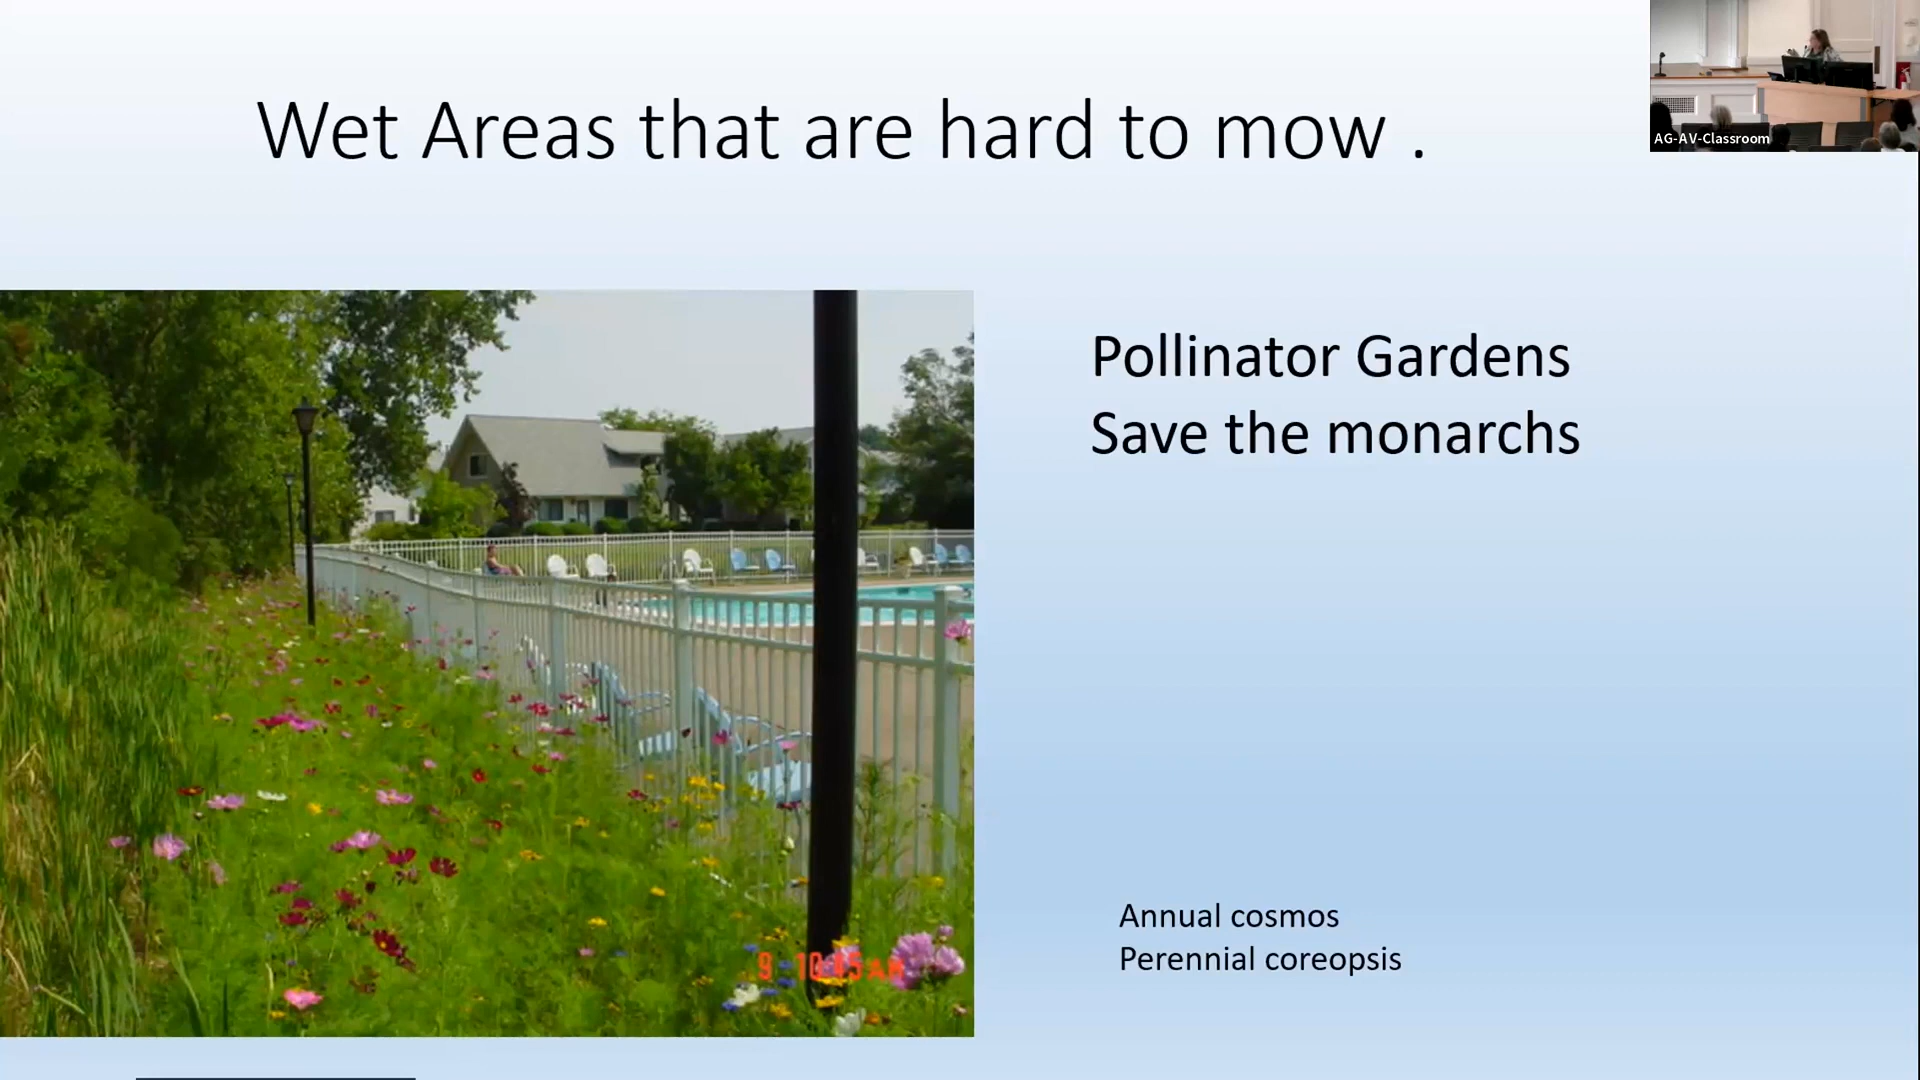 Wet Areas that are hard to mow .
AG-AV-Classroom
Pollinator Gardens
Save the monarchs
Annual cosmos
Perennial coreopsis